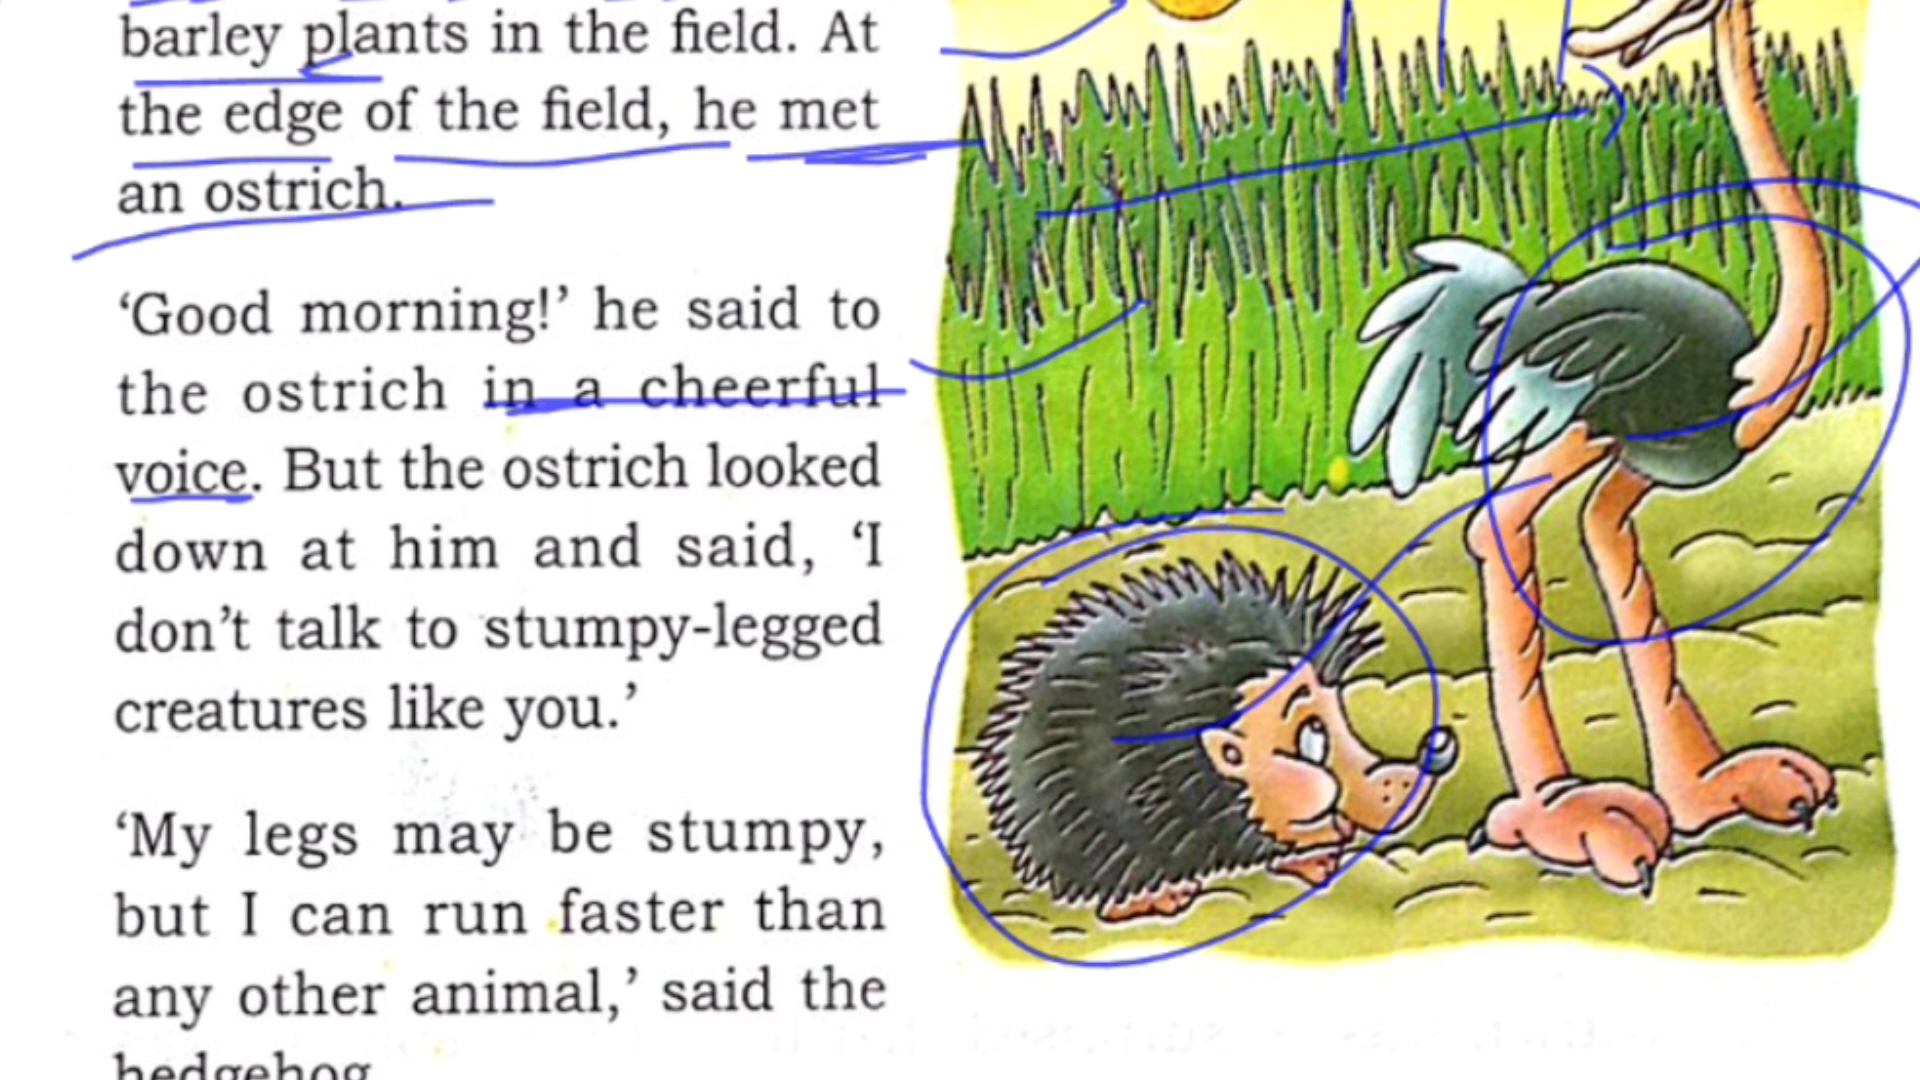 barley plants in the field. At
the edge of the field, he met
an ostrich.
‘Good morning!’ he said to
the ostrich in a cheerful
voice. But the ostrich looked
down at him and said, ‘I
don’t talk to stumpy-legged
creatures like you.’
‘My legs may be stumpy,
but I can run faster than
any other animal,’ said the
hedgehog